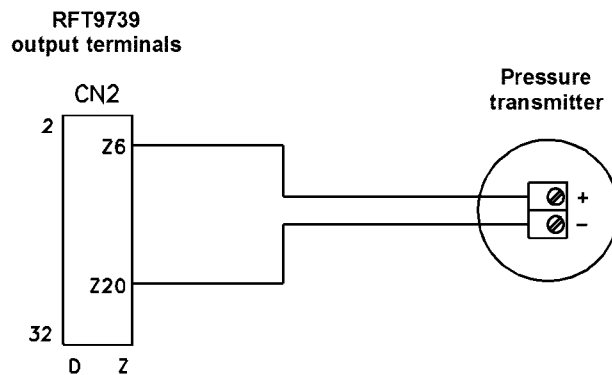 RFT9739
output terminals
CN2
2
Z6
Z20
32
D Z
Pressure
transmitter
+
−